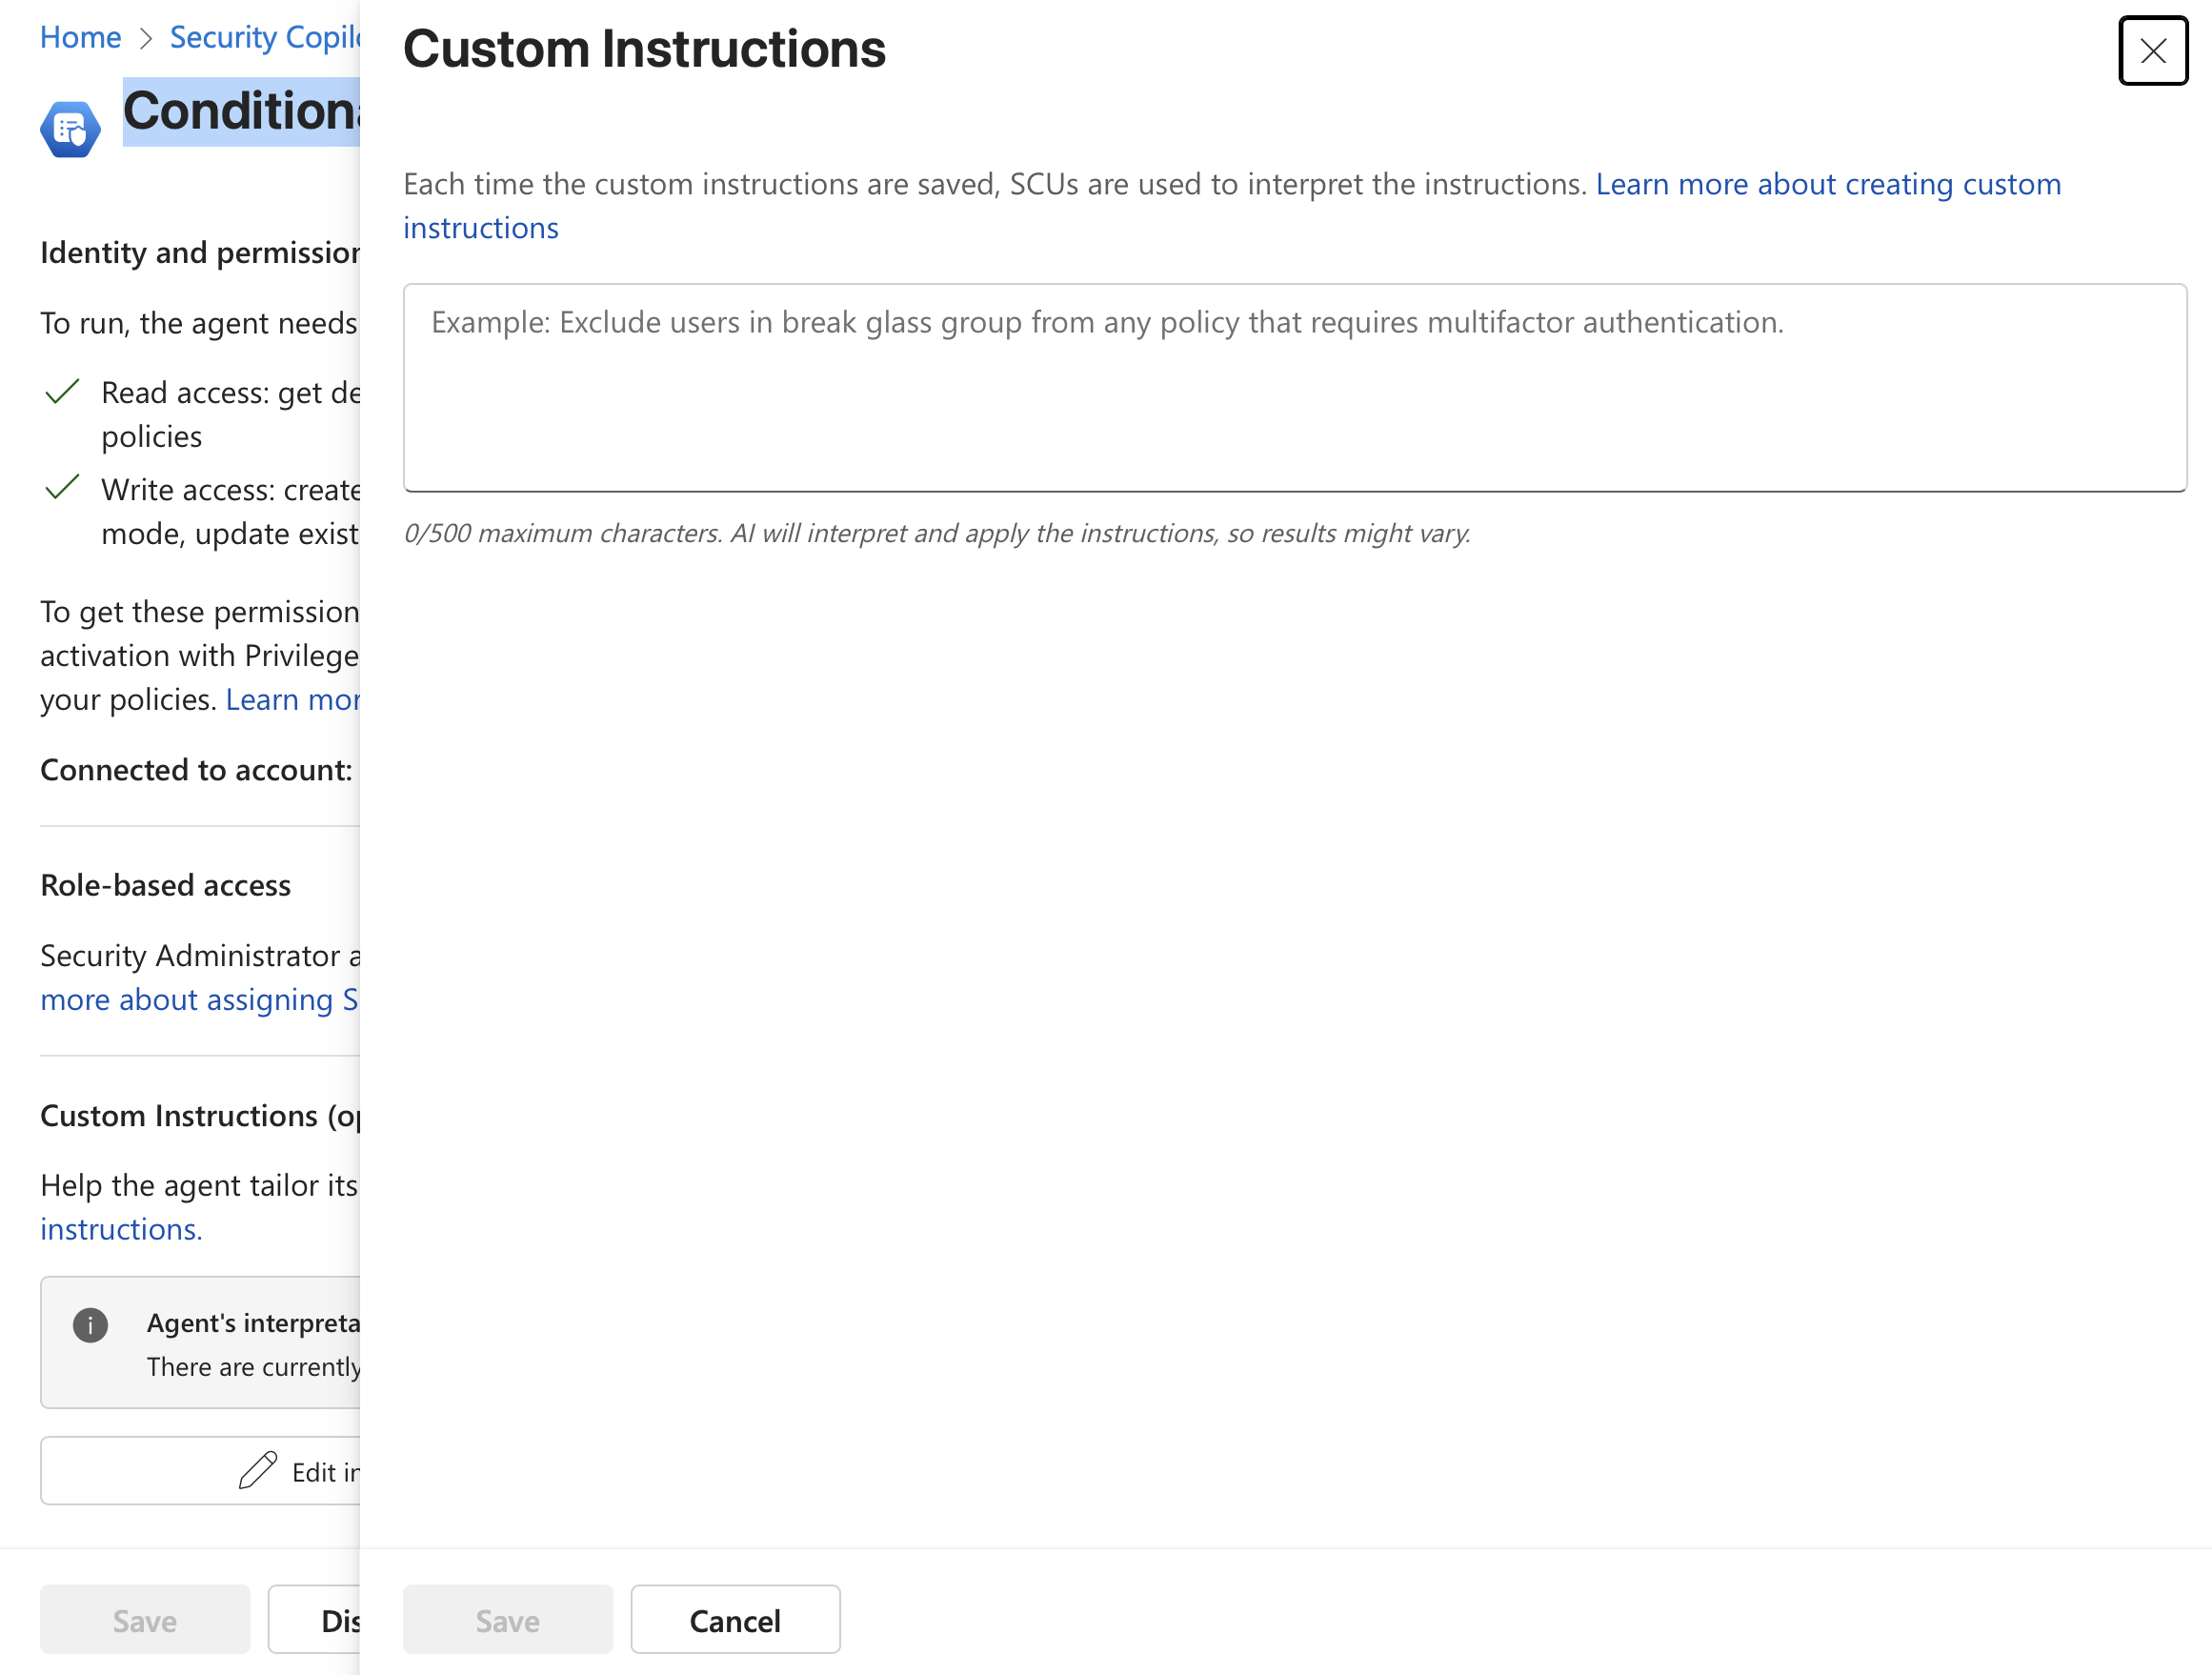 Home > Security Copilo
Condition
Identity and permission
To run, the agent needs
Read access: get de
policies
Write access: create
mode, update exist
To get these permission
activation with Privilege
your policies. Learn mor
Connected to account:
Role-based access
Security Administrator a
more about assigning S
Custom Instructions (op
Help the agent tailor its
instructions.
Agent's interpreta
There are currently
Edit in
Save Dis
Custom Instructions
Each time the custom instructions are saved, SCUs are used to interpret the instructions. Learn more about creating custom
instructions
Example: Exclude users in break glass group from any policy that requires multifactor authentication.
0/500 maximum characters. AI will interpret and apply the instructions, so results might vary.
Save Cancel